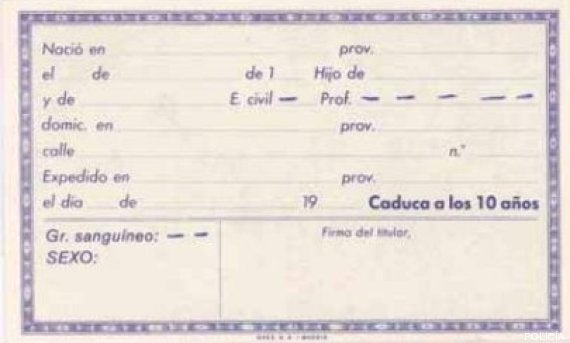 Nació en prov.
el de de 1 Hijo de
y de E. civil — Prof. — — — — —
domic. en prov.
calle n.°
Expedido en prov.
el día de 19 Caduca a los 10 años
Gr. sanguíneo: — —
SEXO:
Firma del titular,
POLICÍA